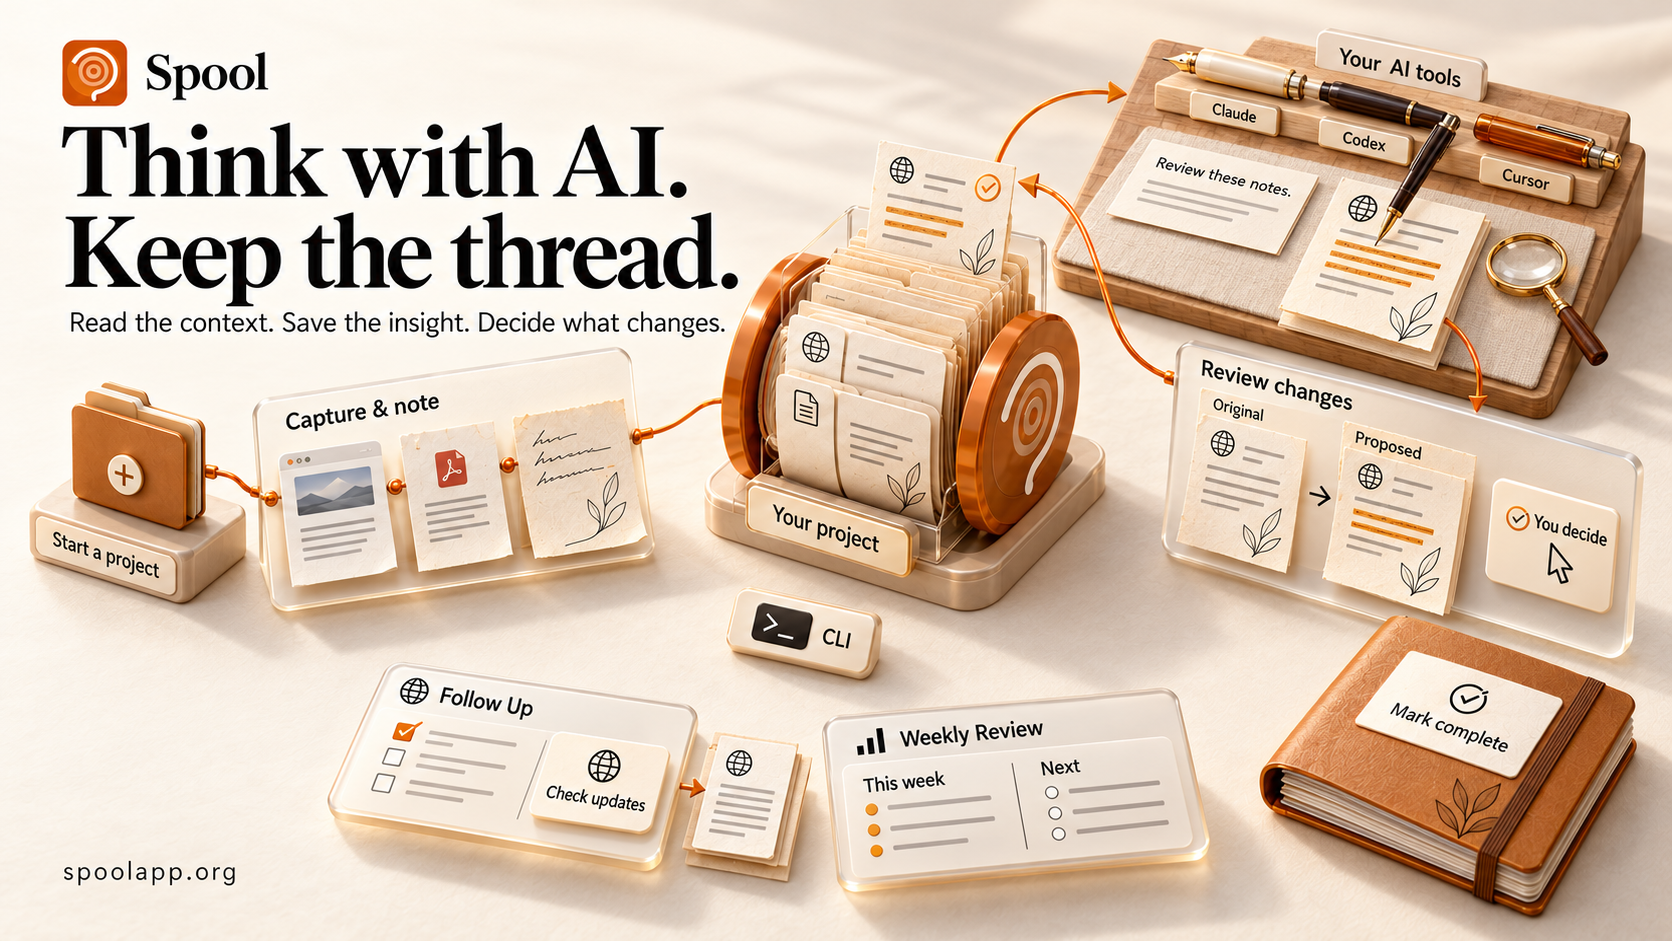 Spool
Think with AI.
Keep the thread.
Read the context. Save the insight. Decide what changes.
Your AI tools
Claude
Codex
Cursor
Review these notes.
Start a project
Capture & note
Your project
Review changes
Original
Proposed
You decide
>_ CLI
Follow Up
Check updates
Weekly Review
This week
Next
Mark complete
spoolapp.org